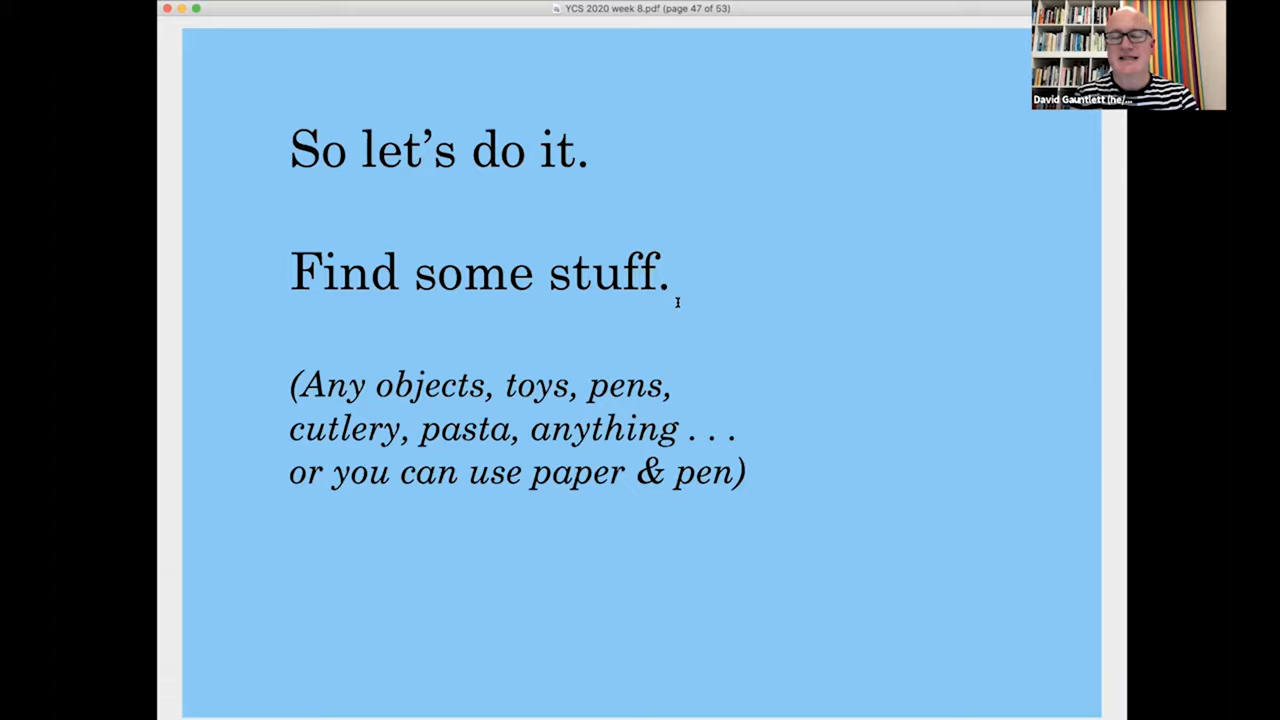 YCS 2020 week 8.pdf (page 47 of 53)
David Gauntlett (he/...
So let’s do it.
Find some stuff.
(Any objects, toys, pens,
cutlery, pasta, anything . . .
or you can use paper & pen)